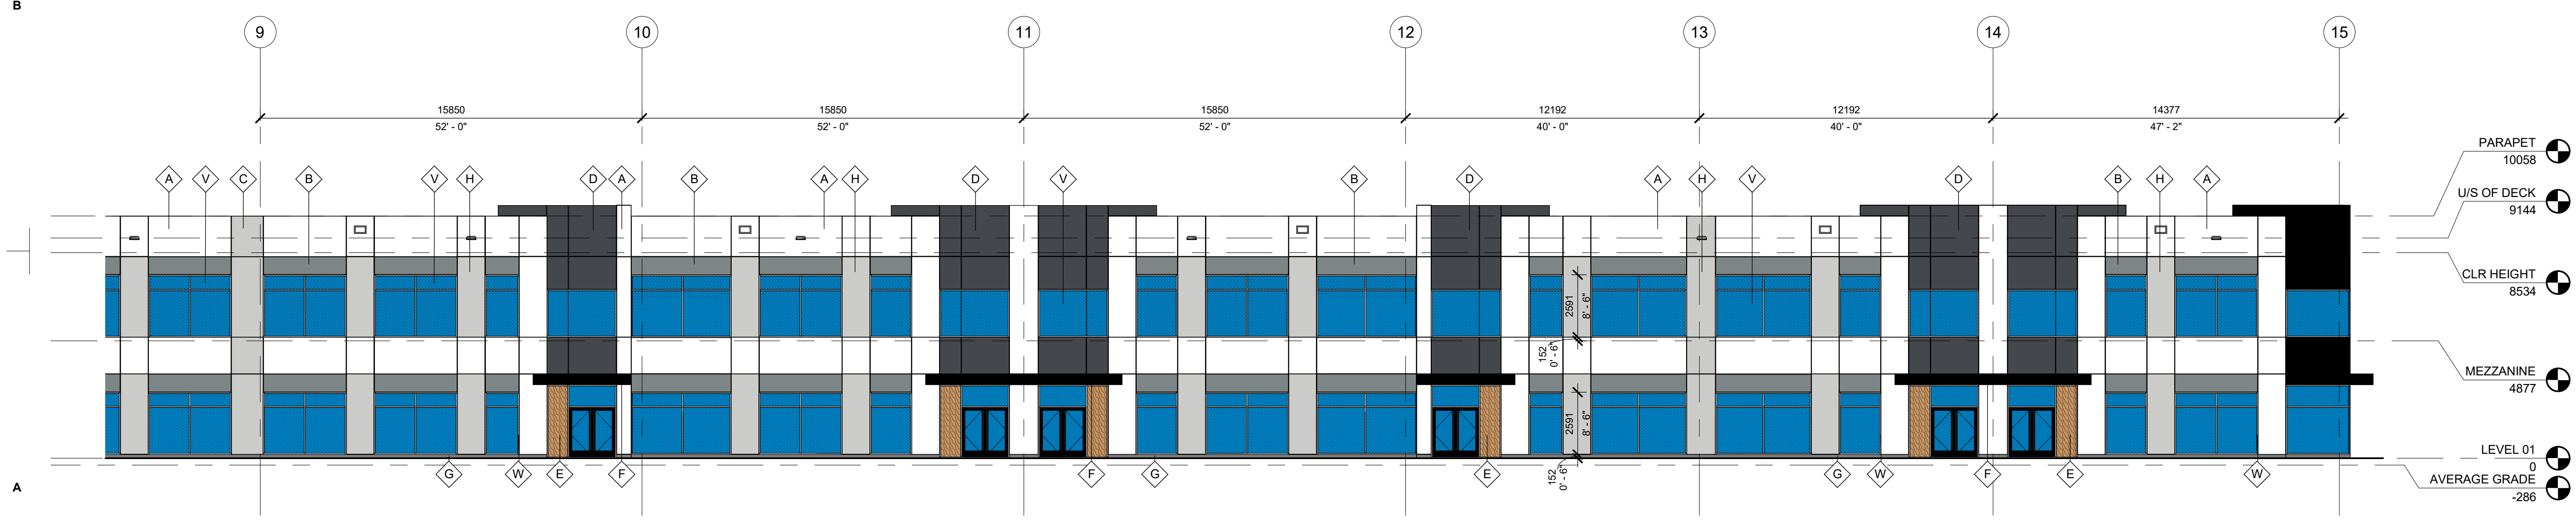 B
9 10 11 12 13 14 15
15850 15850 15850 12192 12192 14377
52' - 0" 52' - 0" 52' - 0" 40' - 0" 40' - 0" 47' - 2"
PARAPET
10058
A V C B V H D A B A H D V B D A H V D B H A
U/S OF DECK
9144
CLR HEIGHT
8534
2591
8' - 6"
152
0' - 6"
MEZZANINE
4877
2591
8' - 6"
LEVEL 01
0
152
0' - 6"
G W E F F G E G W F E W
AVERAGE GRADE
-286
A